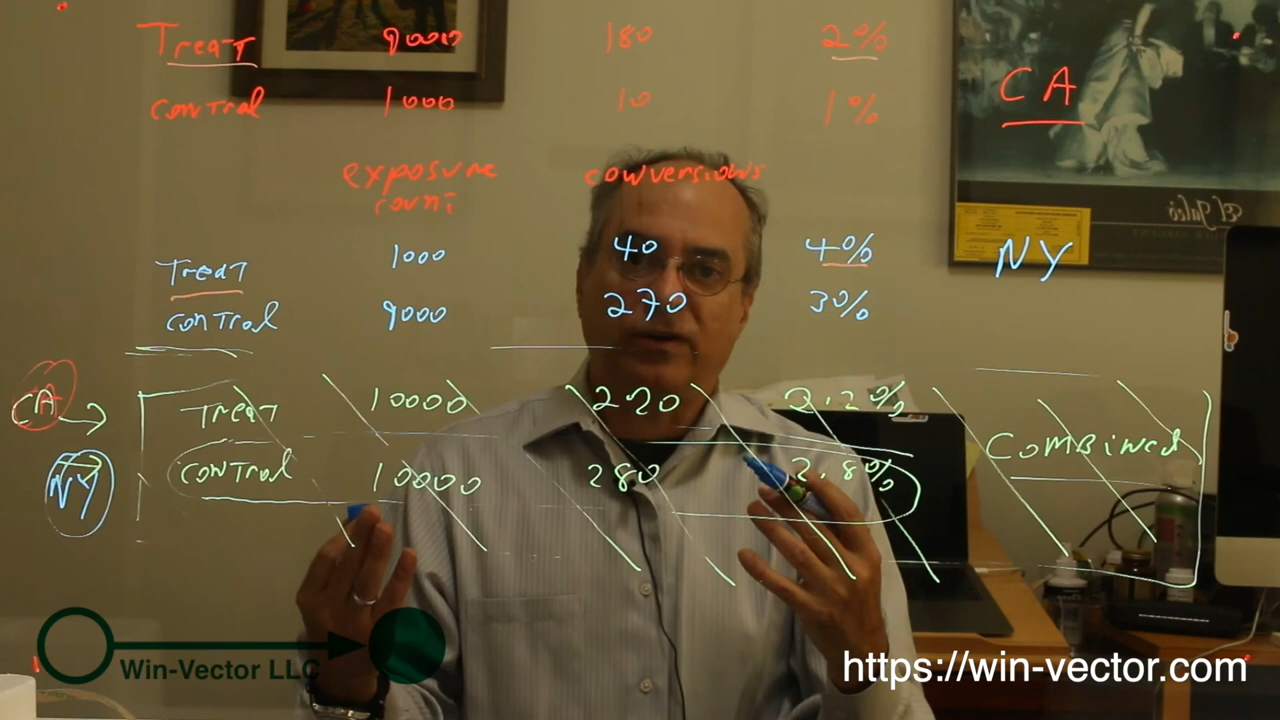 Treat 9000 180 2%
control 1000 10 1% CA
exposure conversions
count
Treat 1000 40 4% NY
control 9000 270 3%
CA Treat 10000 220 2.2%
Combined
NY control 10000 280 2.8%
Win-Vector LLC
https://win-vector.com